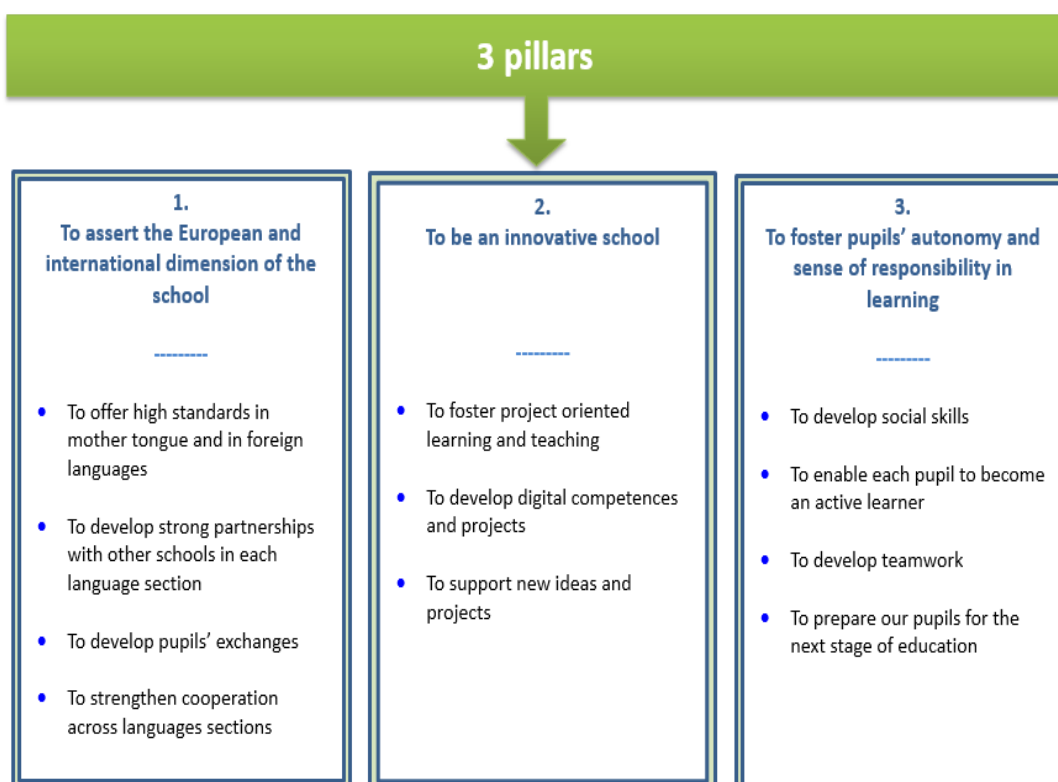 3 pillars
1.
To assert the European and
international dimension of the
school
---------
• To offer high standards in
mother tongue and in foreign
languages
• To develop strong partnerships
with other schools in each
language section
• To develop pupils’ exchanges
• To strengthen cooperation
across languages sections
2.
To be an innovative school
---------
• To foster project oriented
learning and teaching
• To develop digital competences
and projects
• To support new ideas and
projects
3.
To foster pupils’ autonomy and
sense of responsibility in
learning
---------
• To develop social skills
• To enable each pupil to become
an active learner
• To develop teamwork
• To prepare our pupils for the
next stage of education